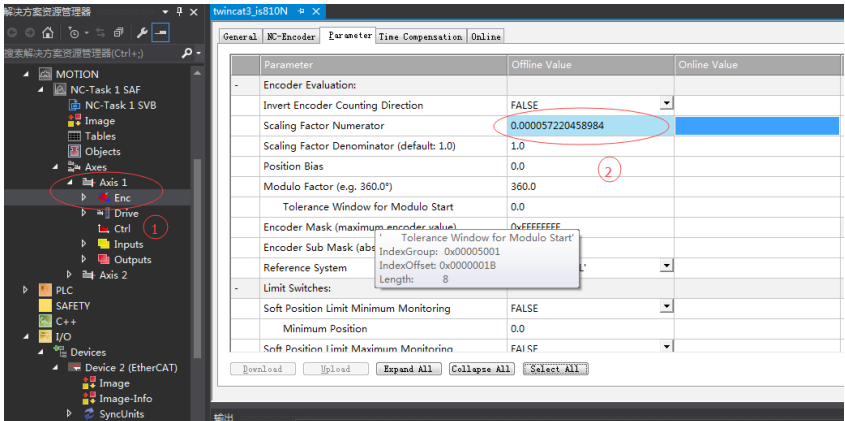 解决方案资源管理器
twincat3_is810N
搜索解决方案资源管理器(Ctrl+;)
MOTION
NC-Task 1 SAF
NC-Task 1 SVB
Image
Tables
Objects
Axes
Axis 1
Enc
Drive
Ctrl
1
Inputs
Outputs
Axis 2
PLC
SAFETY
C++
I/O
Devices
Device 2 (EtherCAT)
Image
Image-Info
SyncUnits
General NC-Encoder Parameter Time Compensation Online
Parameter Offline Value Online Value
- Encoder Evaluation:
Invert Encoder Counting Direction FALSE
Scaling Factor Numerator 0.000057220458984
Scaling Factor Denominator (default: 1.0) 1.0
Position Bias 0.0
2
Modulo Factor (e.g. 360.0°) 360.0
Tolerance Window for Modulo Start 0.0
Encoder Mask (maximum encoder value) 0xFFFFFFFF
Encoder Sub Mask (abs
Reference System
' Tolerance Window for Modulo Start'
IndexGroup: 0x00005001
IndexOffset: 0x0000001B
Length: 8
- Limit Switches:
Soft Position Limit Minimum Monitoring FALSE
Minimum Position 0.0
Soft Position Limit Maximum Monitoring FALSE
Download Upload Expand All Collapse All Select All
输出